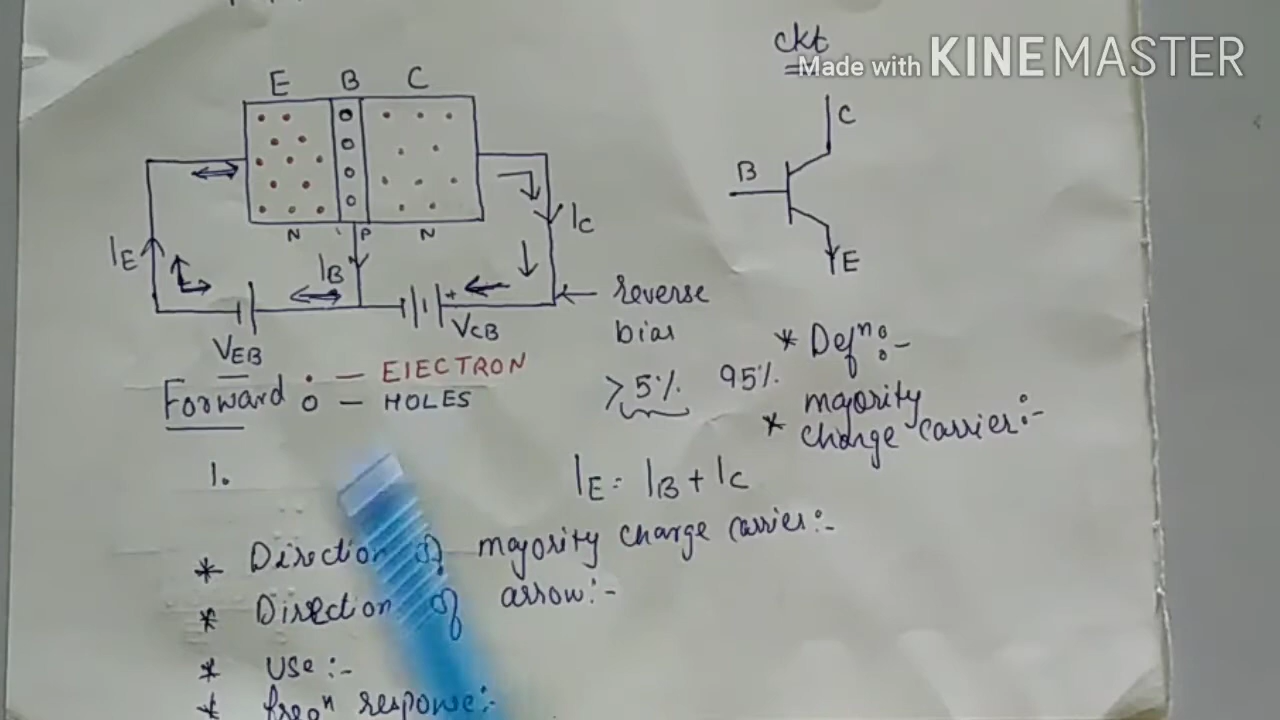 ckt
Made with KINEMASTER
E B C
C
B
E
N P N
IE
IB
IC
VEB
VCB
+
reverse
bias
Forward
• — ElECTRON
o — HOLES
>5% 95%
* Defⁿ:-
* majority
charge carrier:-
1.
IE = IB + IC
* Direction of majority charge carrier:-
* Direction of arrow:-
* Use:-
* freqⁿ response:-